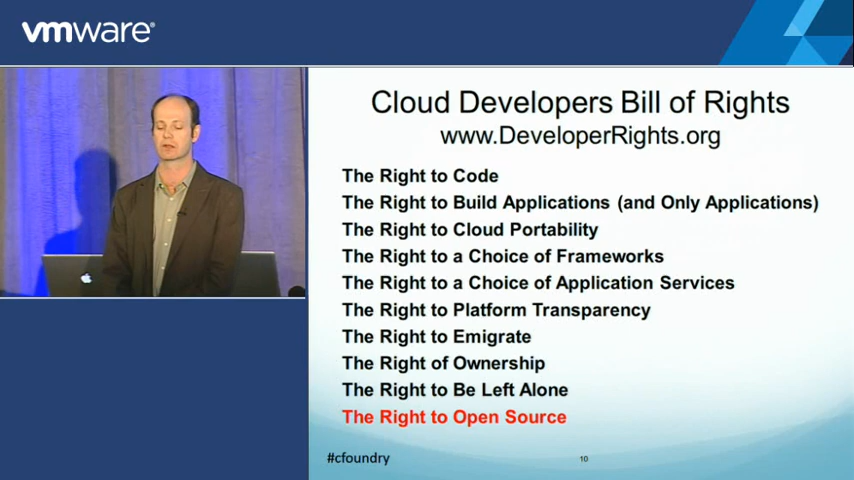 vmware®
Cloud Developers Bill of Rights
www.DeveloperRights.org
The Right to Code
The Right to Build Applications (and Only Applications)
The Right to Cloud Portability
The Right to a Choice of Frameworks
The Right to a Choice of Application Services
The Right to Platform Transparency
The Right to Emigrate
The Right of Ownership
The Right to Be Left Alone
The Right to Open Source
#cfoundry
10